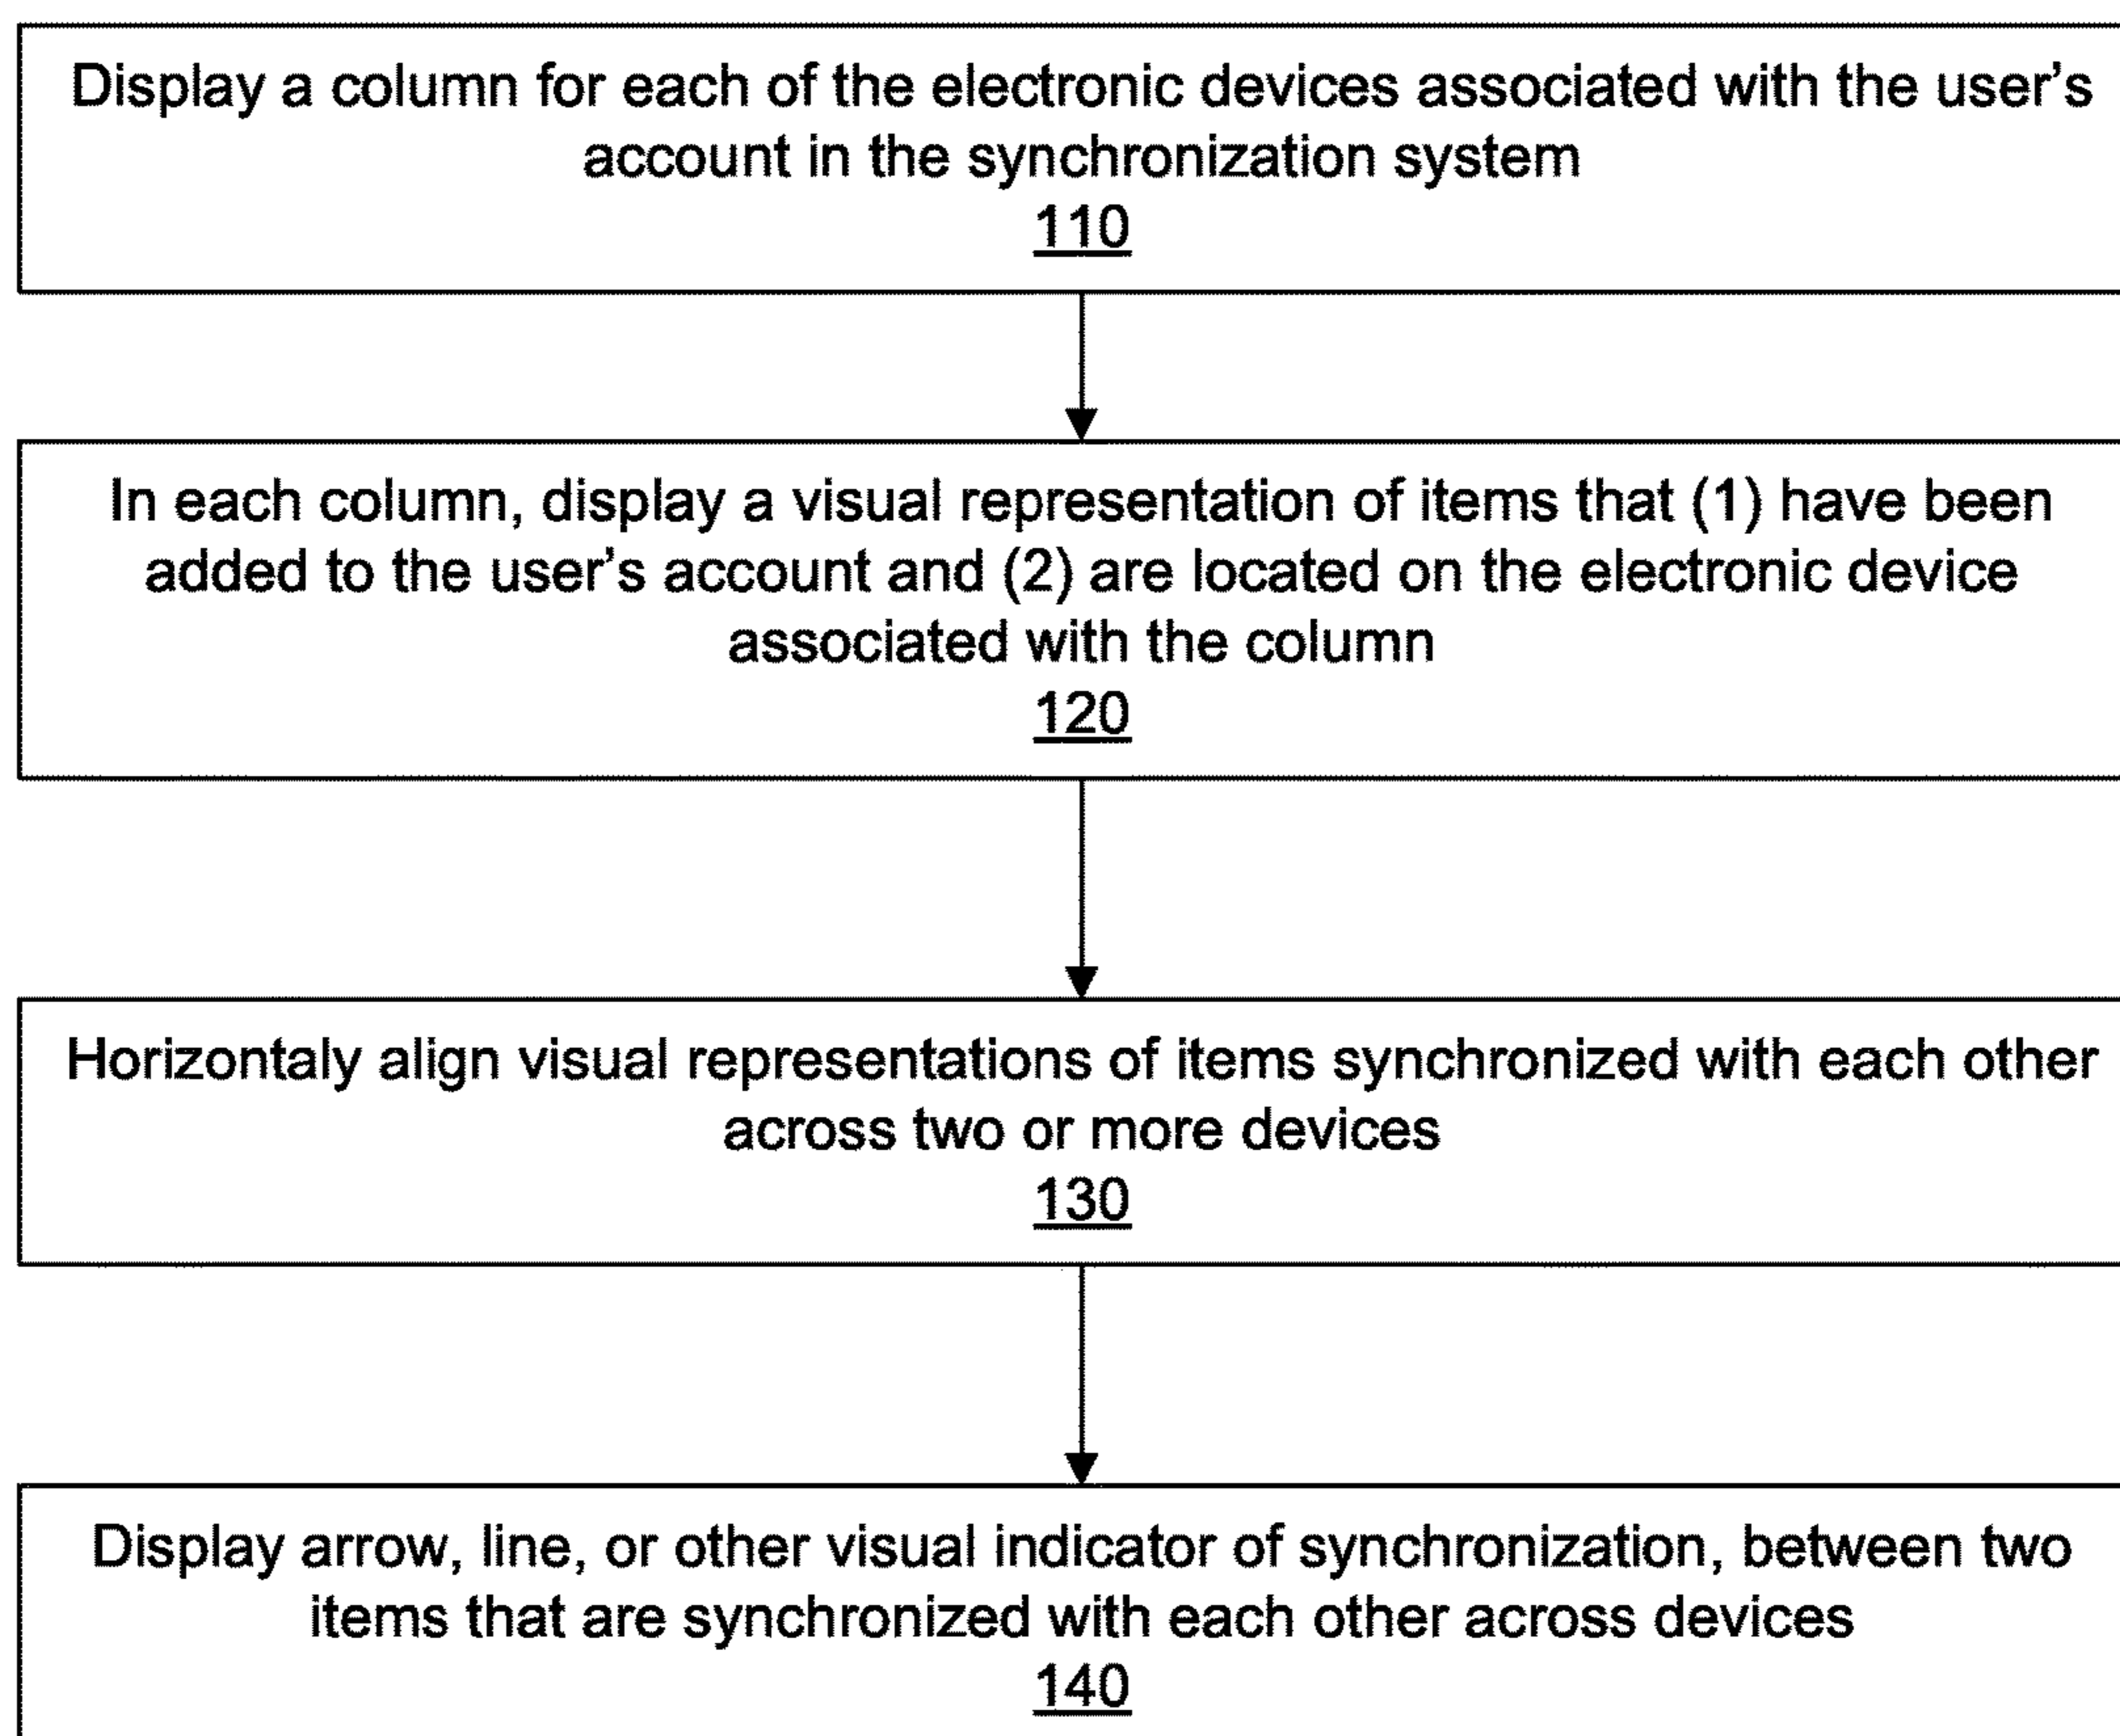 Display a column for each of the electronic devices associated with the user's
account in the synchronization system
110
In each column, display a visual representation of items that (1) have been
added to the user's account and (2) are located on the electronic device
associated with the column
120
Horizontaly align visual representations of items synchronized with each other
across two or more devices
130
Display arrow, line, or other visual indicator of synchronization, between two
items that are synchronized with each other across devices
140